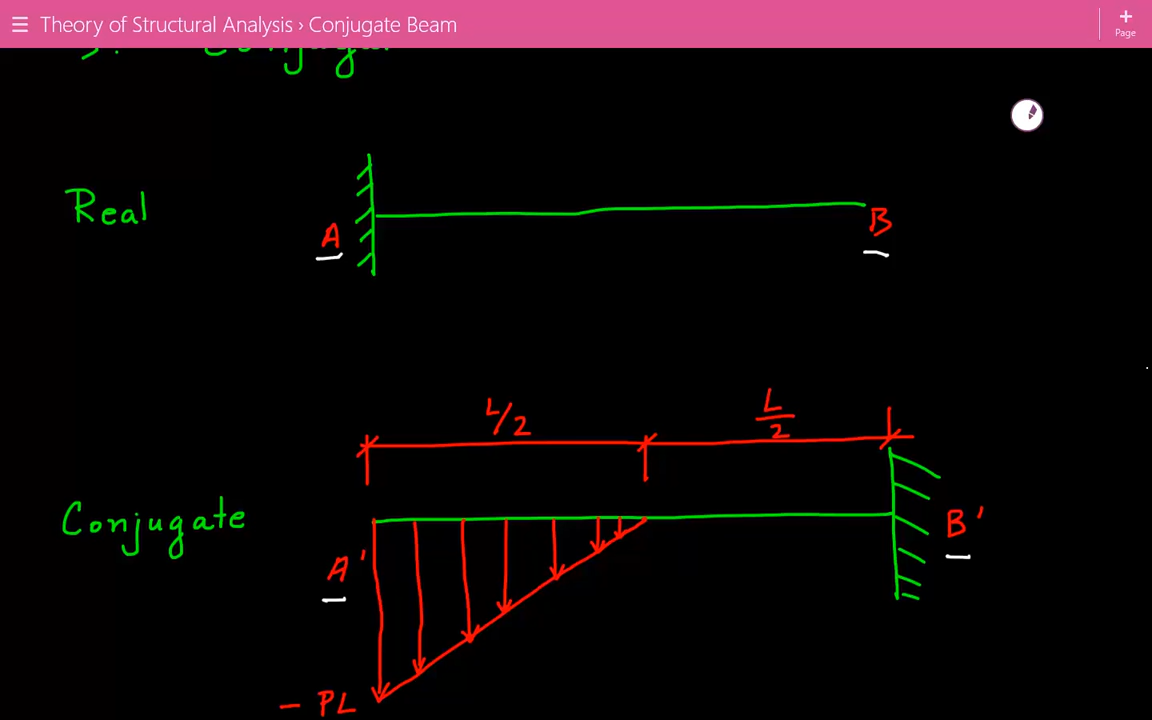 Theory of Structural Analysis › Conjugate Beam
Page
Real
A
B
L/2
L/2
Conjugate
A'
B'
- PL